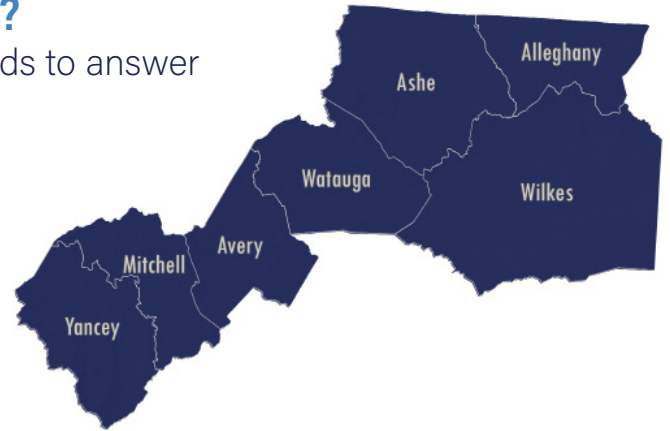 ?
ds to answer
Alleghany
Ashe
Watauga
Wilkes
Avery
Mitchell
Yancey